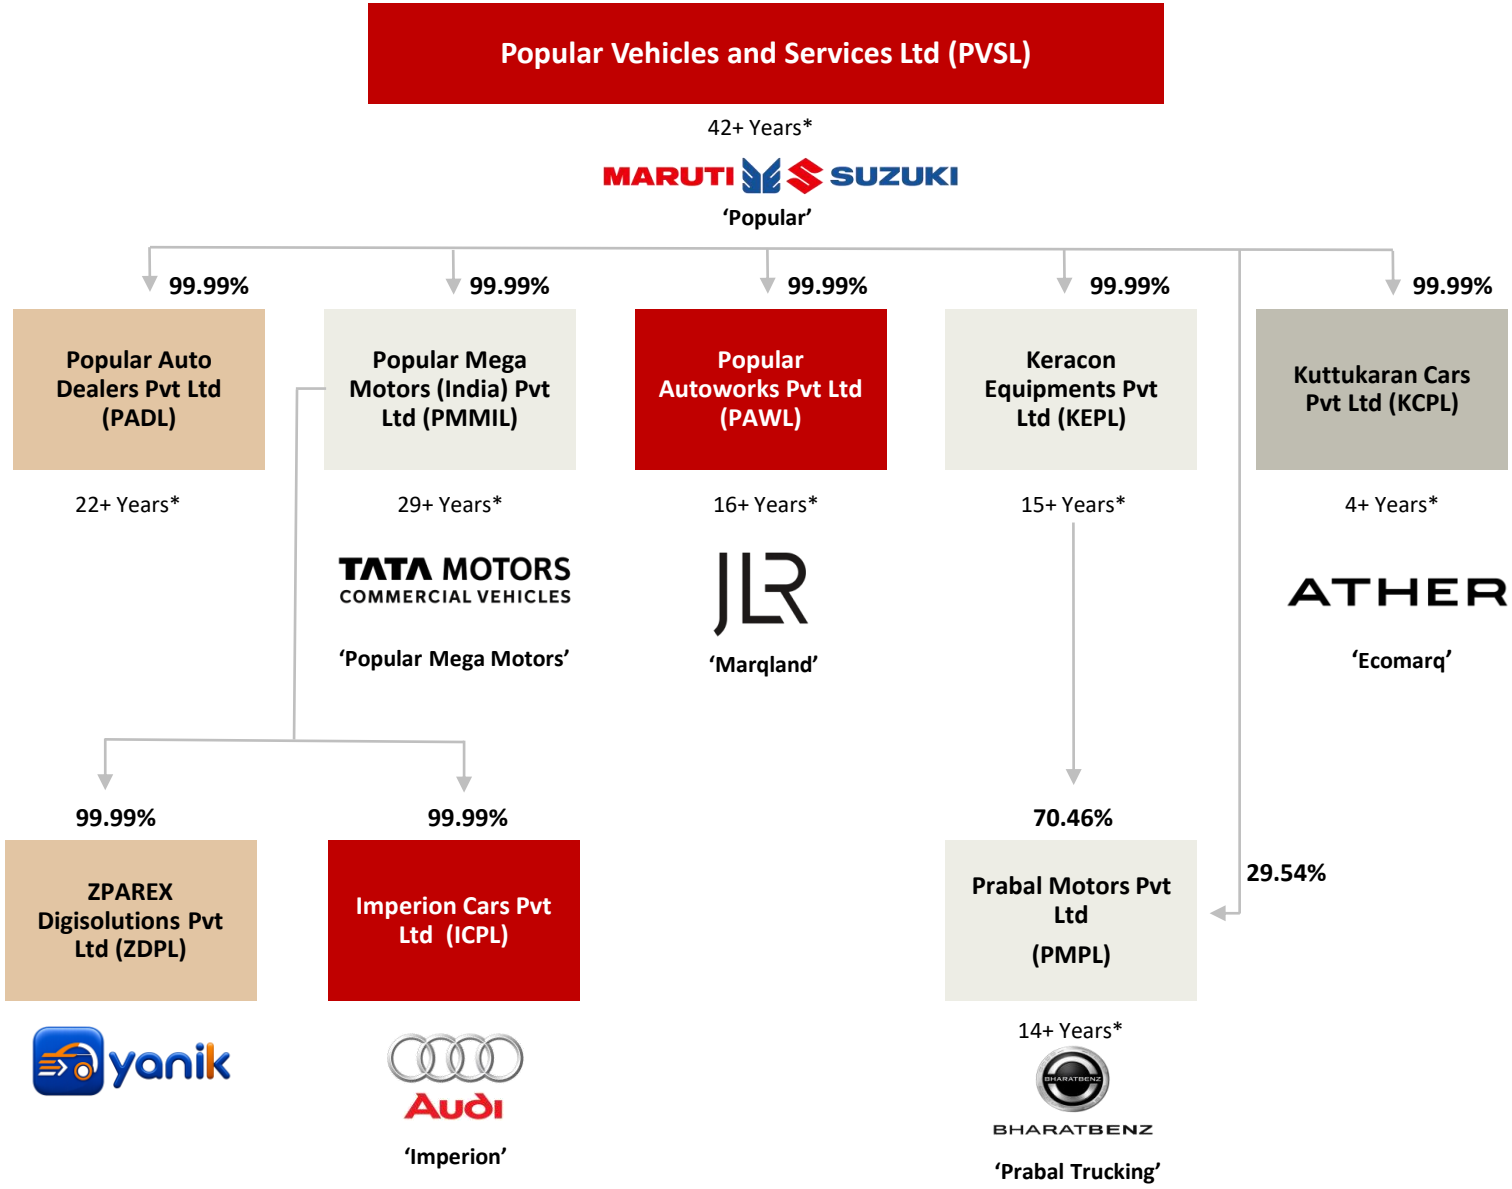 Popular Vehicles and Services Ltd (PVSL)
42+ Years*
MARUTI SUZUKI
‘Popular’
99.99%
99.99%
99.99%
99.99%
99.99%
Popular Auto
Dealers Pvt Ltd
(PADL)
Popular Mega
Motors (India) Pvt
Ltd (PMMIL)
Popular
Autoworks Pvt Ltd
(PAWL)
Keracon
Equipments Pvt
Ltd (KEPL)
Kuttukaran Cars
Pvt Ltd (KCPL)
22+ Years*
29+ Years*
16+ Years*
15+ Years*
4+ Years*
TATA MOTORS
COMMERCIAL VEHICLES
‘Popular Mega Motors’
JLR
‘Marqland’
ATHER
‘Ecomarq’
99.99%
99.99%
70.46%
29.54%
ZPAREX
Digisolutions Pvt
Ltd (ZDPL)
Imperion Cars Pvt
Ltd (ICPL)
Prabal Motors Pvt
Ltd
(PMPL)
yanik
Audi
‘Imperion’
14+ Years*
BHARATBENZ
BHARATBENZ
‘Prabal Trucking’